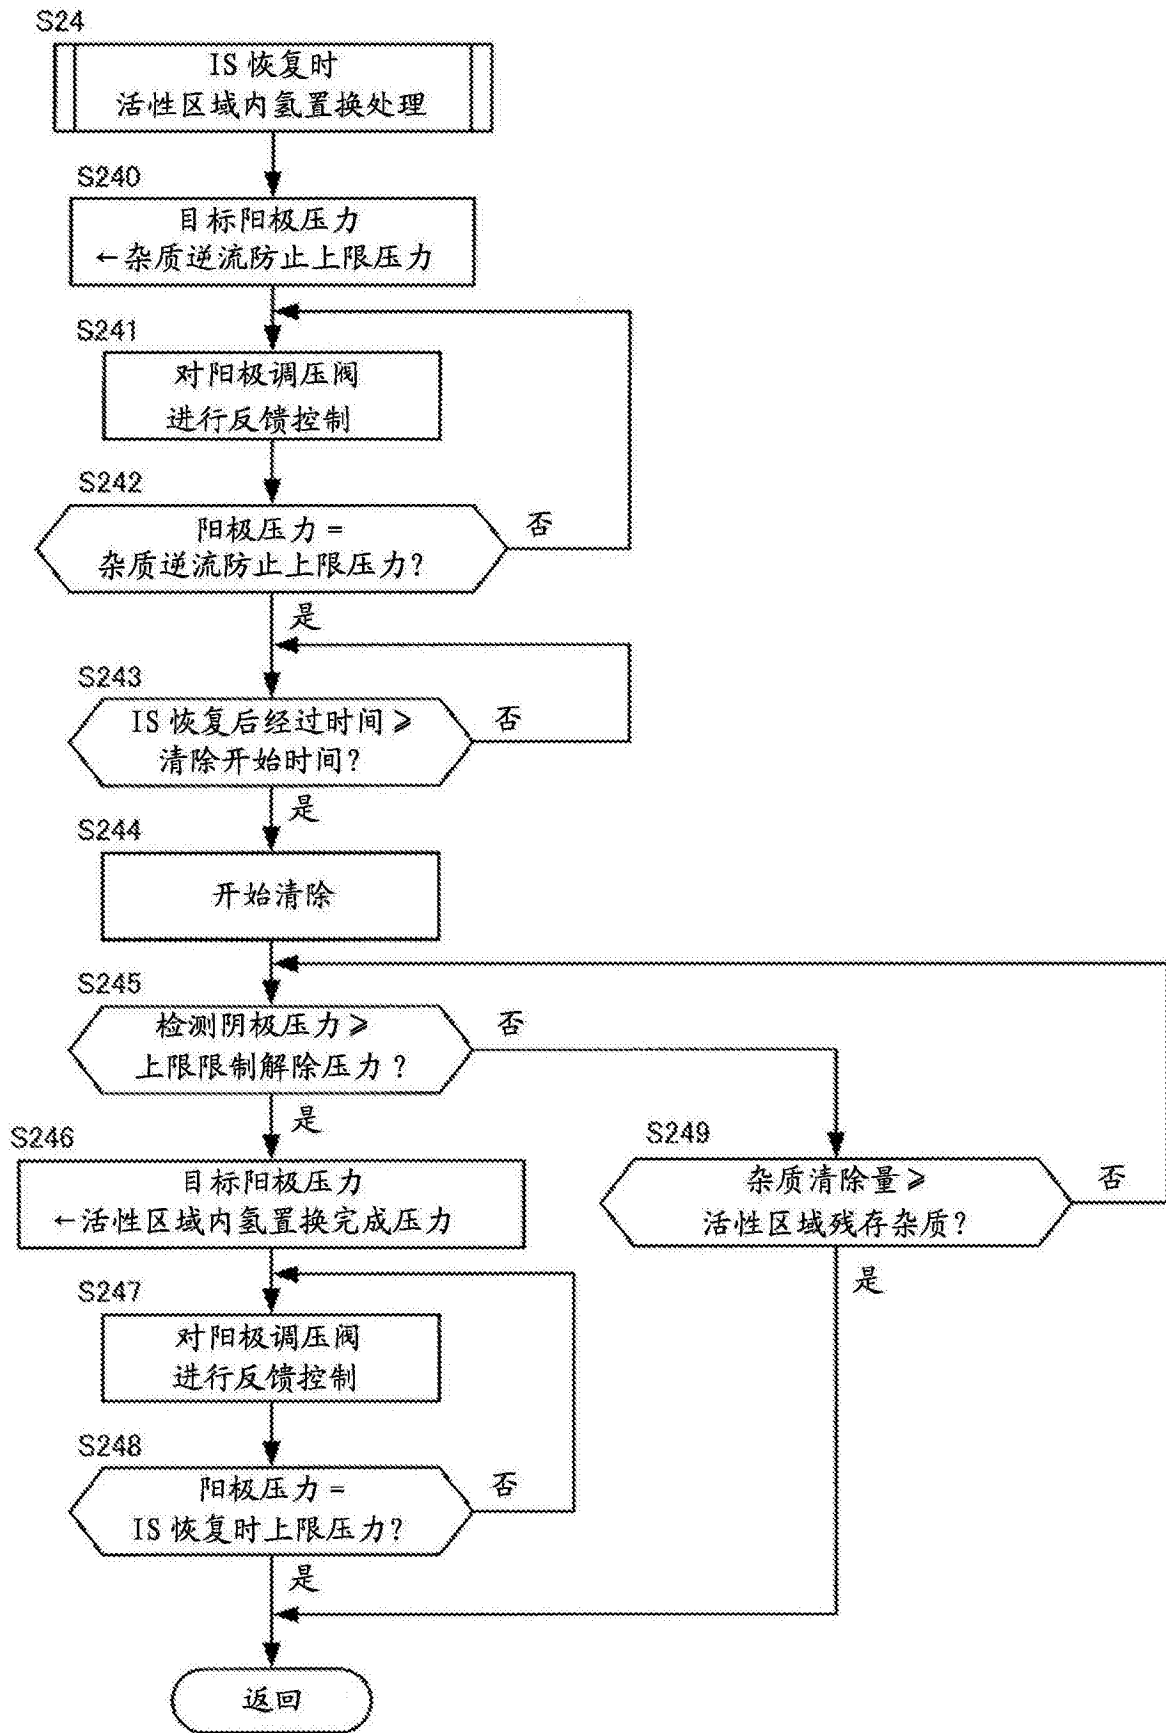 S24
IS 恢复时
活性区域内氢置换处理
S240
目标阳极压力
←杂质逆流防止上限压力
S241
对阳极调压阀
进行反馈控制
S242
阳极压力 =
杂质逆流防止上限压力?
否
是
S243
IS 恢复后经过时间 ≥
清除开始时间?
否
是
S244
开始清除
S245
检测阴极压力 ≥
上限限制解除压力 ?
否
是
S246
目标阳极压力
←活性区域内氢置换完成压力
S249
杂质清除量 ≥
活性区域残存杂质?
否
是
S247
对阳极调压阀
进行反馈控制
S248
阳极压力 =
IS 恢复时上限压力?
否
是
返回